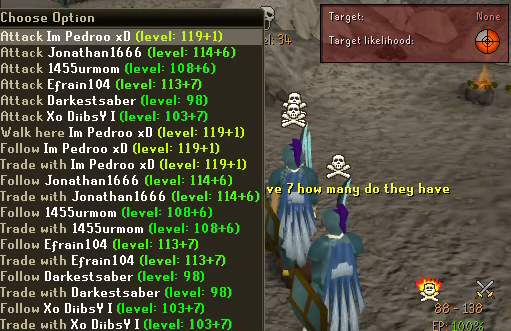 Choose Option
Attack Im Pedroo xD (level: 119+1)
Attack Jonathan1666 (level: 114+6)
Attack 1455urmom (level: 108+6)
Attack Efrain104 (level: 113+7)
Attack Darkestsaber (level: 98)
Attack Xo DiibsY I (level: 103+7)
Walk here Im Pedroo xD (level: 119+1)
Follow Im Pedroo xD (level: 119+1)
Trade with Im Pedroo xD (level: 119+1)
Follow Jonathan1666 (level: 114+6)
Trade with Jonathan1666 (level: 114+6)
Follow 1455urmom (level: 108+6)
Trade with 1455urmom (level: 108+6)
Follow Efrain104 (level: 113+7)
Trade with Efrain104 (level: 113+7)
Follow Darkestsaber (level: 98)
Trade with Darkestsaber (level: 98)
Follow Xo DiibsY I (level: 103+7)
Trade with Xo DiibsY I (level: 103+7)
Target: None
Target likelihood:
el: 34
ve 7 how many do they have
86 - 138
EP: 100%